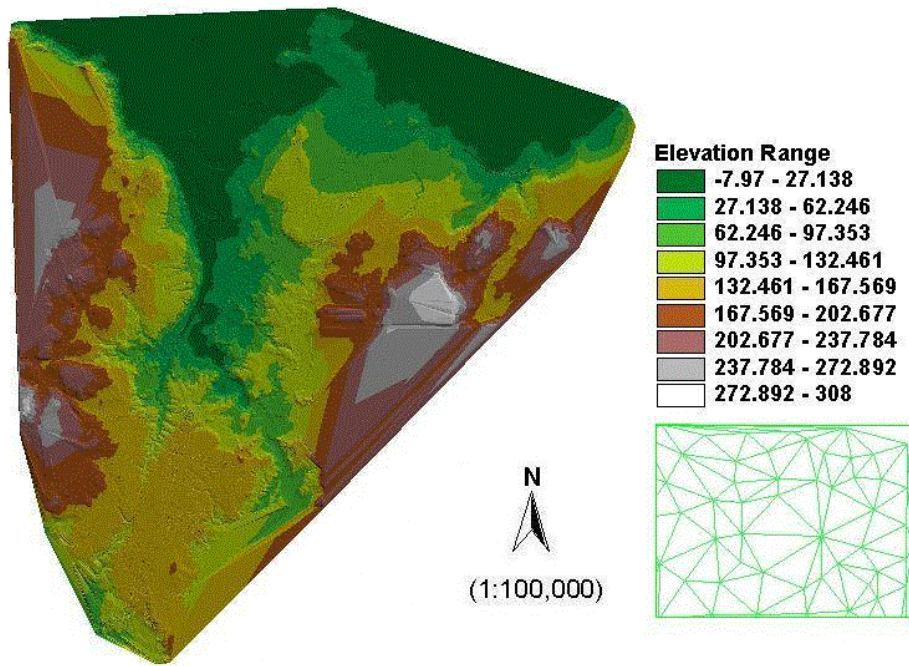 Elevation Range
-7.97 - 27.138
27.138 - 62.246
62.246 - 97.353
97.353 - 132.461
132.461 - 167.569
167.569 - 202.677
202.677 - 237.784
237.784 - 272.892
272.892 - 308
N
(1:100,000)